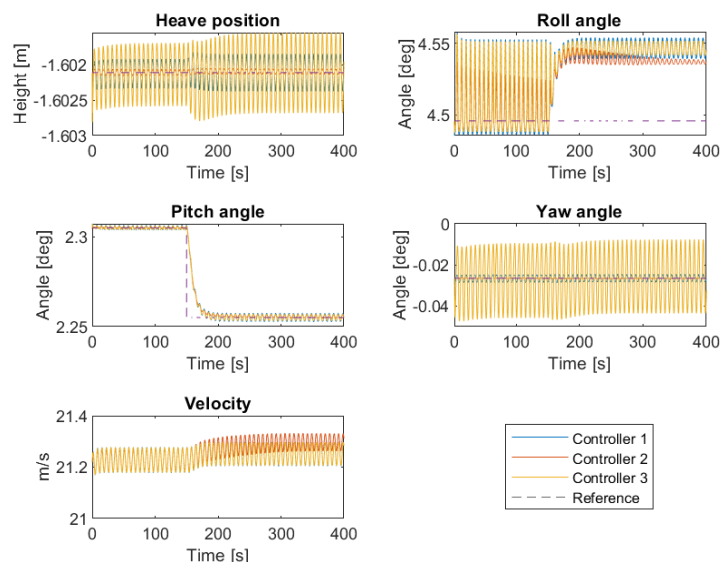 Heave position
Height [m]
-1.602
-1.6025
-1.603
0 100 200 300 400
Time [s]
Roll angle
Angle [deg]
4.55
4.5
0 100 200 300 400
Time [s]
Pitch angle
Angle [deg]
2.3
2.25
0 100 200 300 400
Time [s]
Yaw angle
Angle [deg]
0
-0.02
-0.04
0 100 200 300 400
Time [s]
Velocity
m/s
21.4
21.2
21
0 100 200 300 400
Time [s]
Controller 1
Controller 2
Controller 3
Reference